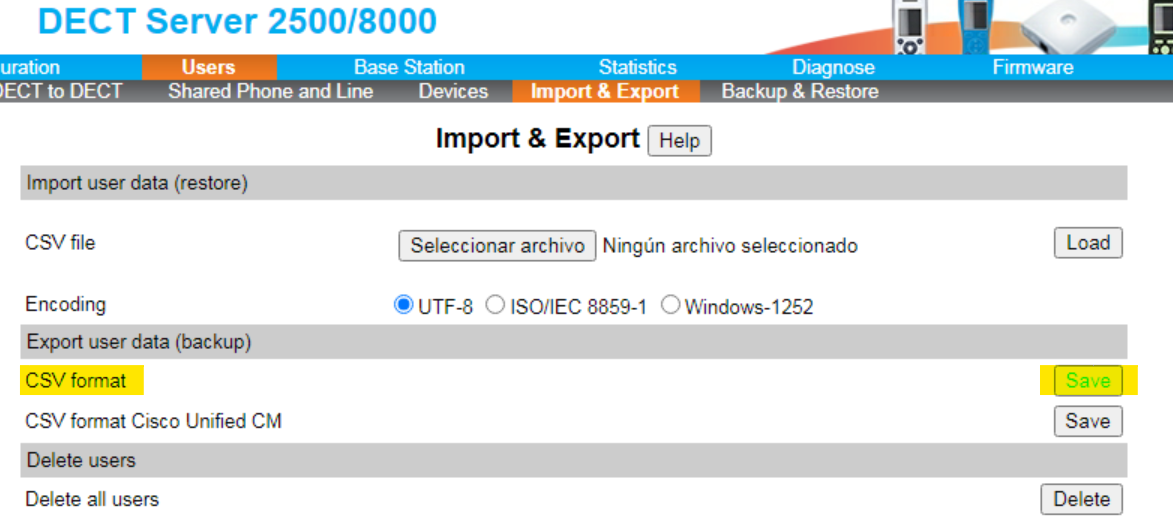 DECT Server 2500/8000
uration Users Base Station Statistics Diagnose Firmware
DECT to DECT Shared Phone and Line Devices Import & Export Backup & Restore
Import & Export Help
Import user data (restore)
CSV file Seleccionar archivo Ningún archivo seleccionado Load
Encoding UTF-8 ISO/IEC 8859-1 Windows-1252
Export user data (backup)
CSV format Save
CSV format Cisco Unified CM Save
Delete users
Delete all users Delete